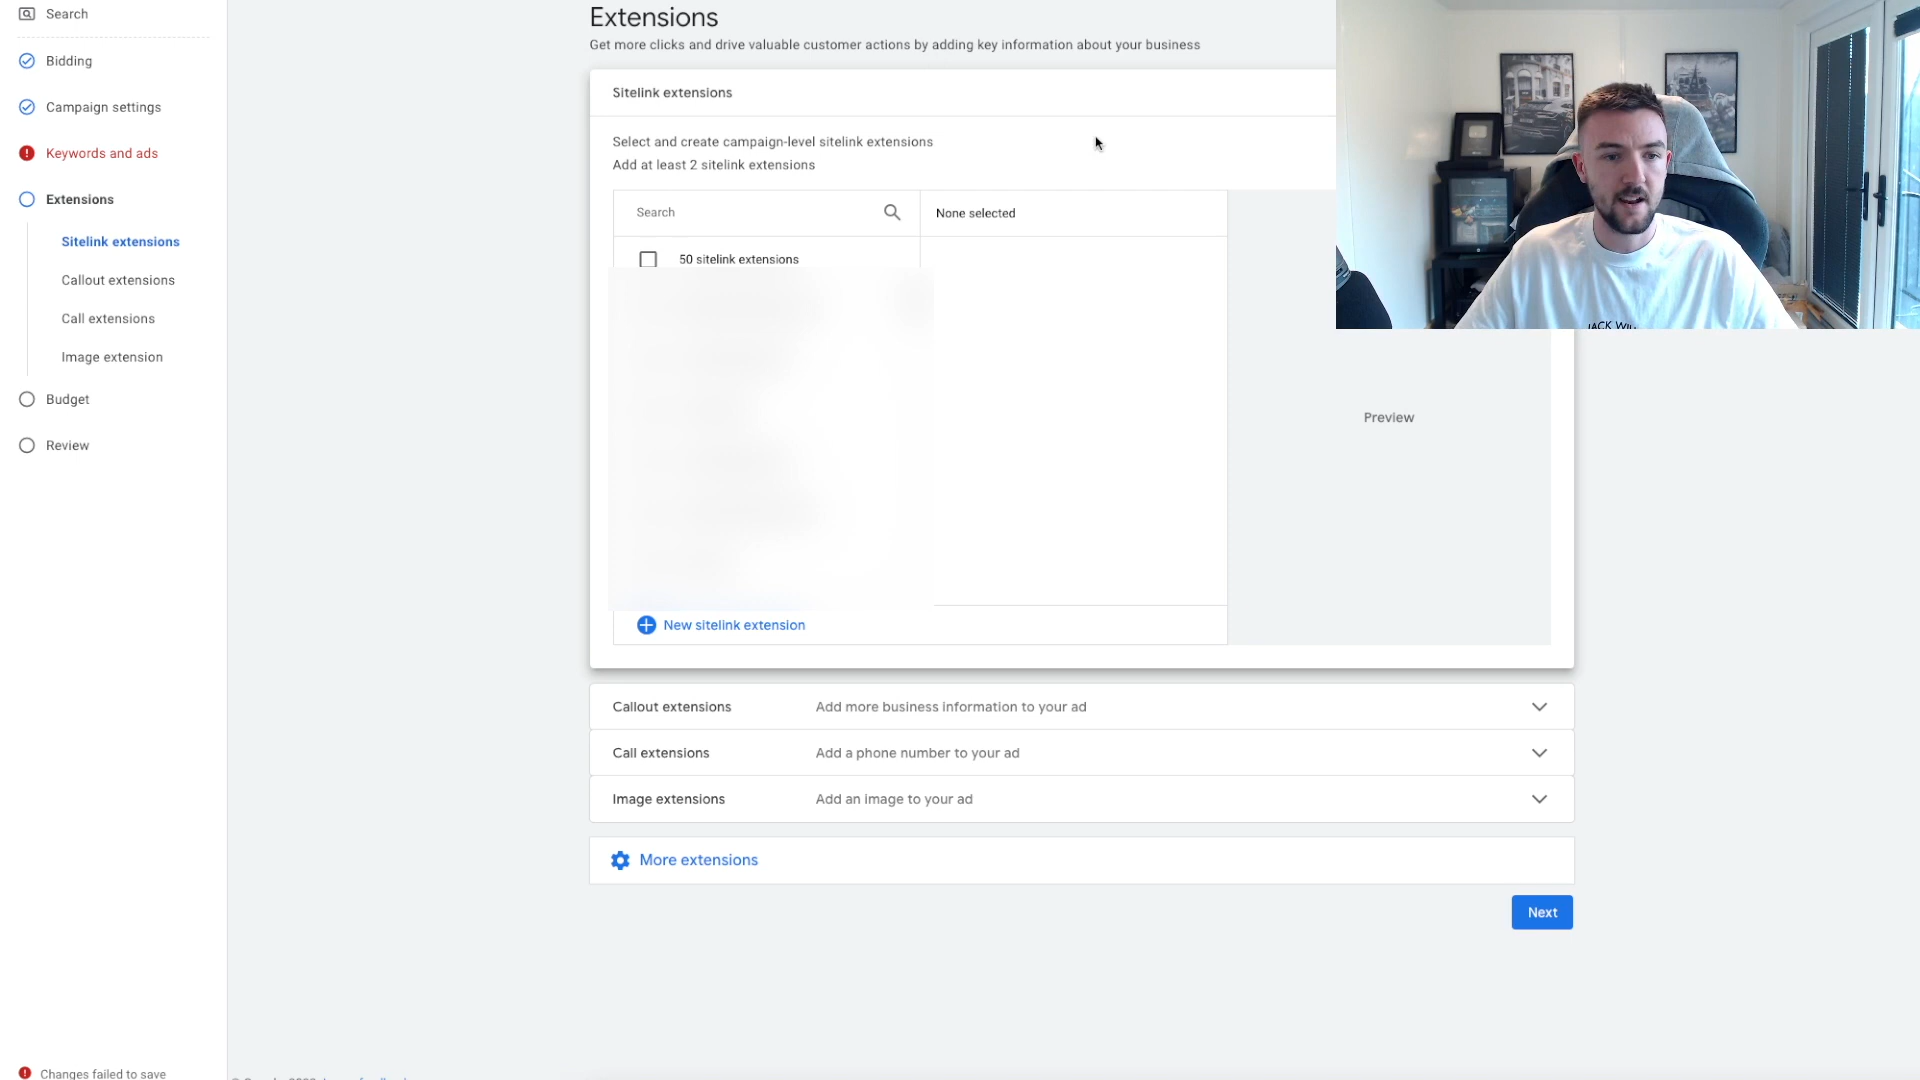 Search
Bidding
Campaign settings
Keywords and ads
Extensions
Sitelink extensions
Callout extensions
Call extensions
Image extension
Budget
Review
Changes failed to save
Extensions
Get more clicks and drive valuable customer actions by adding key information about your business
Sitelink extensions
Select and create campaign-level sitelink extensions
Add at least 2 sitelink extensions
Search
None selected
50 sitelink extensions
Preview
New sitelink extension
Callout extensions Add more business information to your ad
Call extensions Add a phone number to your ad
Image extensions Add an image to your ad
More extensions
Next
JACK